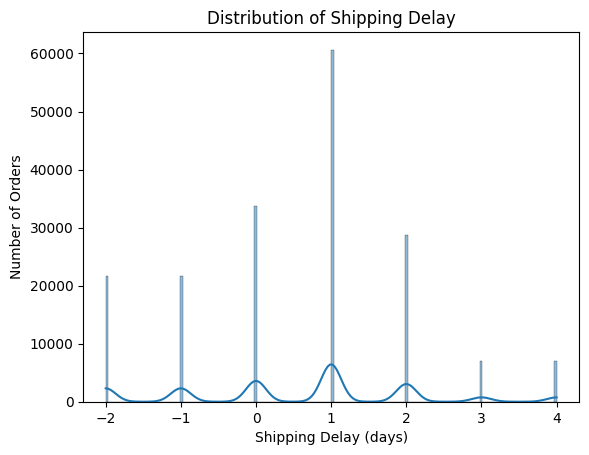 Distribution of Shipping Delay
60000
50000
40000
30000
20000
10000
0
Number of Orders
−2 −1 0 1 2 3 4
Shipping Delay (days)